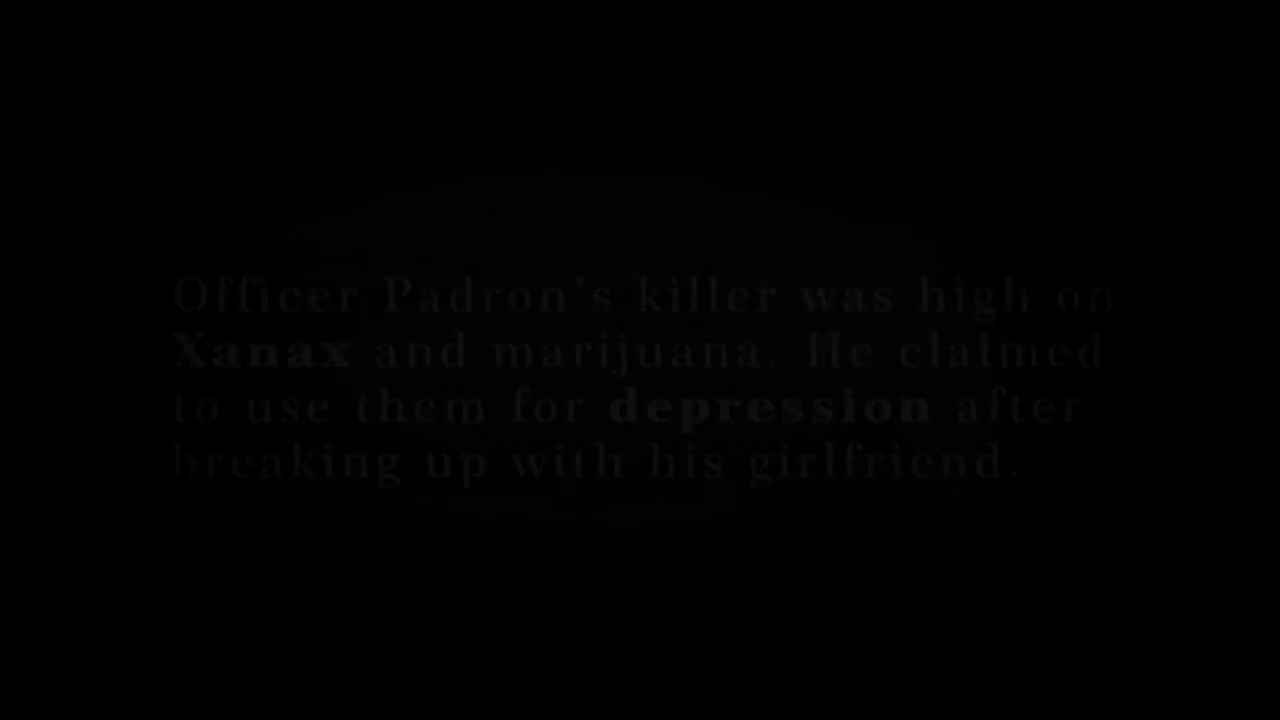 Officer Padron's killer was high on
Xanax and marijuana. He claimed
to use them for depression after
breaking up with his girlfriend.